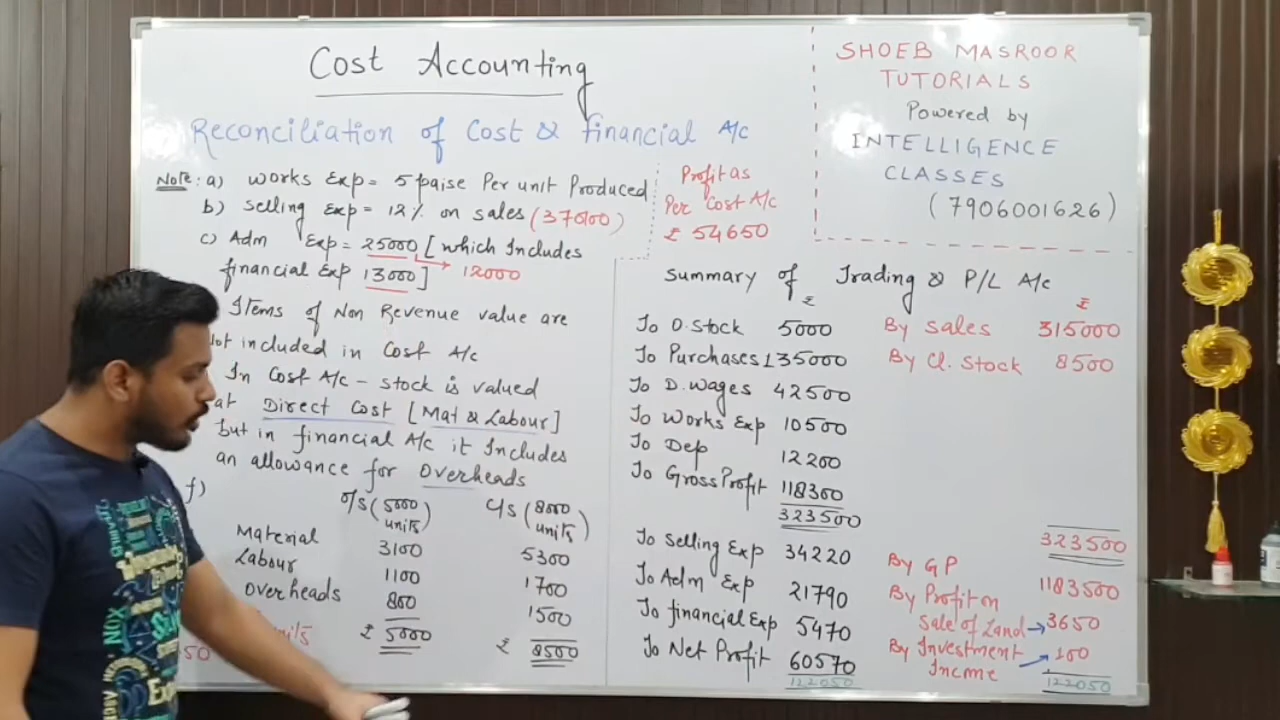 Cost Accounting
Reconciliation of Cost & financial A/c
Note: a) Works Exp = 5 paise Per unit Produced
b) Selling Exp = 12% on sales (37800)
c) Adm Exp = 25000 [which Includes
financial Exp 13000] 12000
Items of Non Revenue value are
Not included in Cost A/c
In Cost A/c - stock is valued
at Direct Cost [Mat & Labour]
but in financial A/c it Includes
an allowance for Overheads
f)
O/S (5000 units) C/S (8000 units)
Material 3100 5300
Labour 1100 1700
Overheads 800 1500
₹ 5000 ₹ 8500
Profit as
Per Cost A/c
₹ 54650
SHOEB MASROOR
TUTORIALS
Powered by
INTELLIGENCE
CLASSES
(7906001626)
Summary of Trading & P/L A/c
₹ ₹
To O.Stock 5000 By Sales 315000
To Purchases 135000 By Cl. Stock 8500
To D.Wages 42500
To Works Exp 10500
To Dep 12200
To Gross Profit 118300
323500 323500
To Selling Exp 34220 By GP 1183500
To Adm Exp 21790 By Profit on
Sale of Land → 3650
To financial Exp 5470 By Investment
Income → 100
To Net Profit 60570
122050 122050